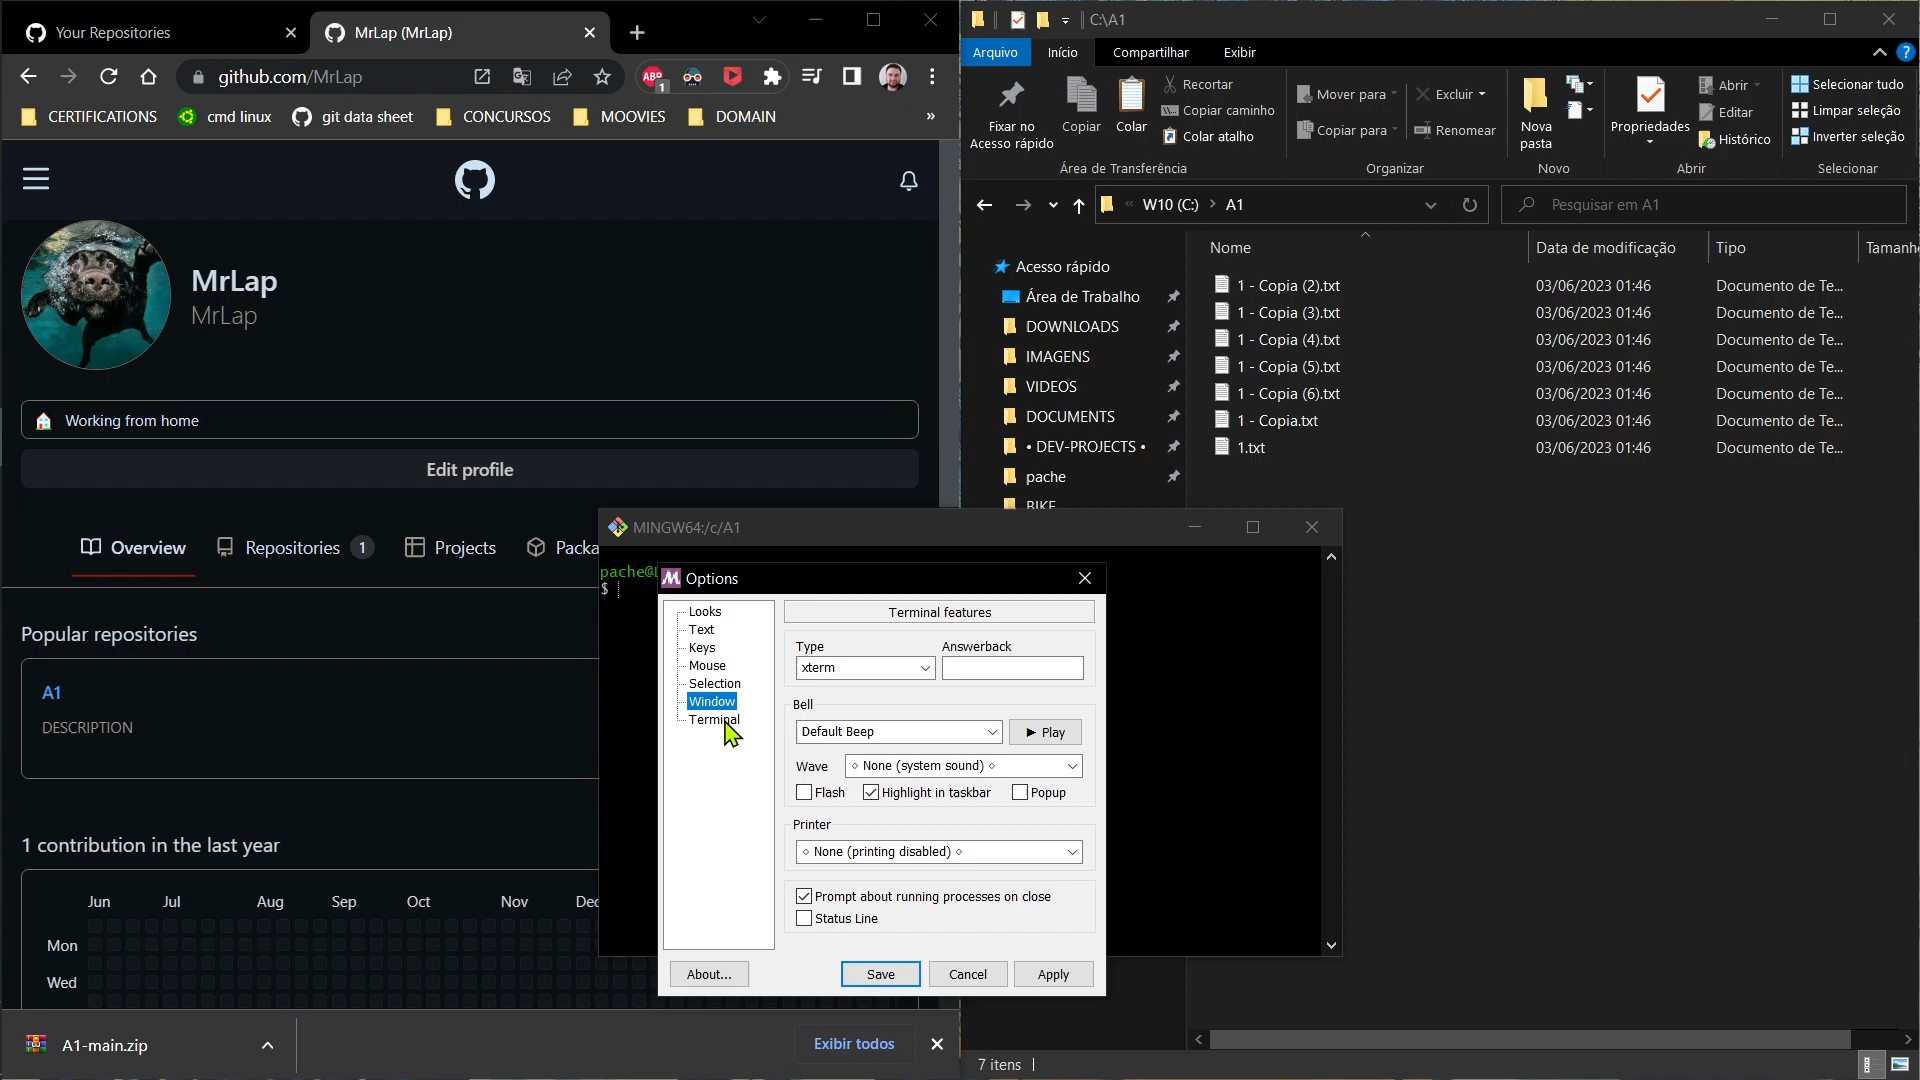 Your Repositories
MrLap (MrLap)
github.com/MrLap
ABP
1
CERTIFICATIONS
cmd linux
git data sheet
CONCURSOS
MOOVIES
DOMAIN
»
MrLap
MrLap
Working from home
Edit profile
Overview
Repositories 1
Projects
Packa
Popular repositories
A1
DESCRIPTION
1 contribution in the last year
Jun Jul Aug Sep Oct Nov Dec
Mon
Wed
A1-main.zip
Exibir todos
C:\A1
Arquivo
Início
Compartilhar
Exibir
Fixar no
Acesso rápido
Copiar
Colar
Recortar
Copiar caminho
Colar atalho
Área de Transferência
Mover para
Copiar para
Excluir
Renomear
Organizar
Nova
pasta
Novo
Propriedades
Abrir
Editar
Histórico
Abrir
Selecionar tudo
Limpar seleção
Inverter seleção
Selecionar
« W10 (C:) > A1
Pesquisar em A1
Acesso rápido
Área de Trabalho
DOWNLOADS
IMAGENS
VIDEOS
DOCUMENTS
• DEV-PROJECTS •
pache
BIKE
Nome Data de modificação Tipo Tamanh
1 - Copia (2).txt 03/06/2023 01:46 Documento de Te...
1 - Copia (3).txt 03/06/2023 01:46 Documento de Te...
1 - Copia (4).txt 03/06/2023 01:46 Documento de Te...
1 - Copia (5).txt 03/06/2023 01:46 Documento de Te...
1 - Copia (6).txt 03/06/2023 01:46 Documento de Te...
1 - Copia.txt 03/06/2023 01:46 Documento de Te...
1.txt 03/06/2023 01:46 Documento de Te...
7 itens
MINGW64:/c/A1
pache@
$
Options
Looks
Text
Keys
Mouse
Selection
Window
Terminal
Terminal features
Type
Answerback
xterm
Bell
Default Beep
► Play
Wave
◇ None (system sound) ◇
Flash
Highlight in taskbar
Popup
Printer
◇ None (printing disabled) ◇
Prompt about running processes on close
Status Line
About...
Save
Cancel
Apply